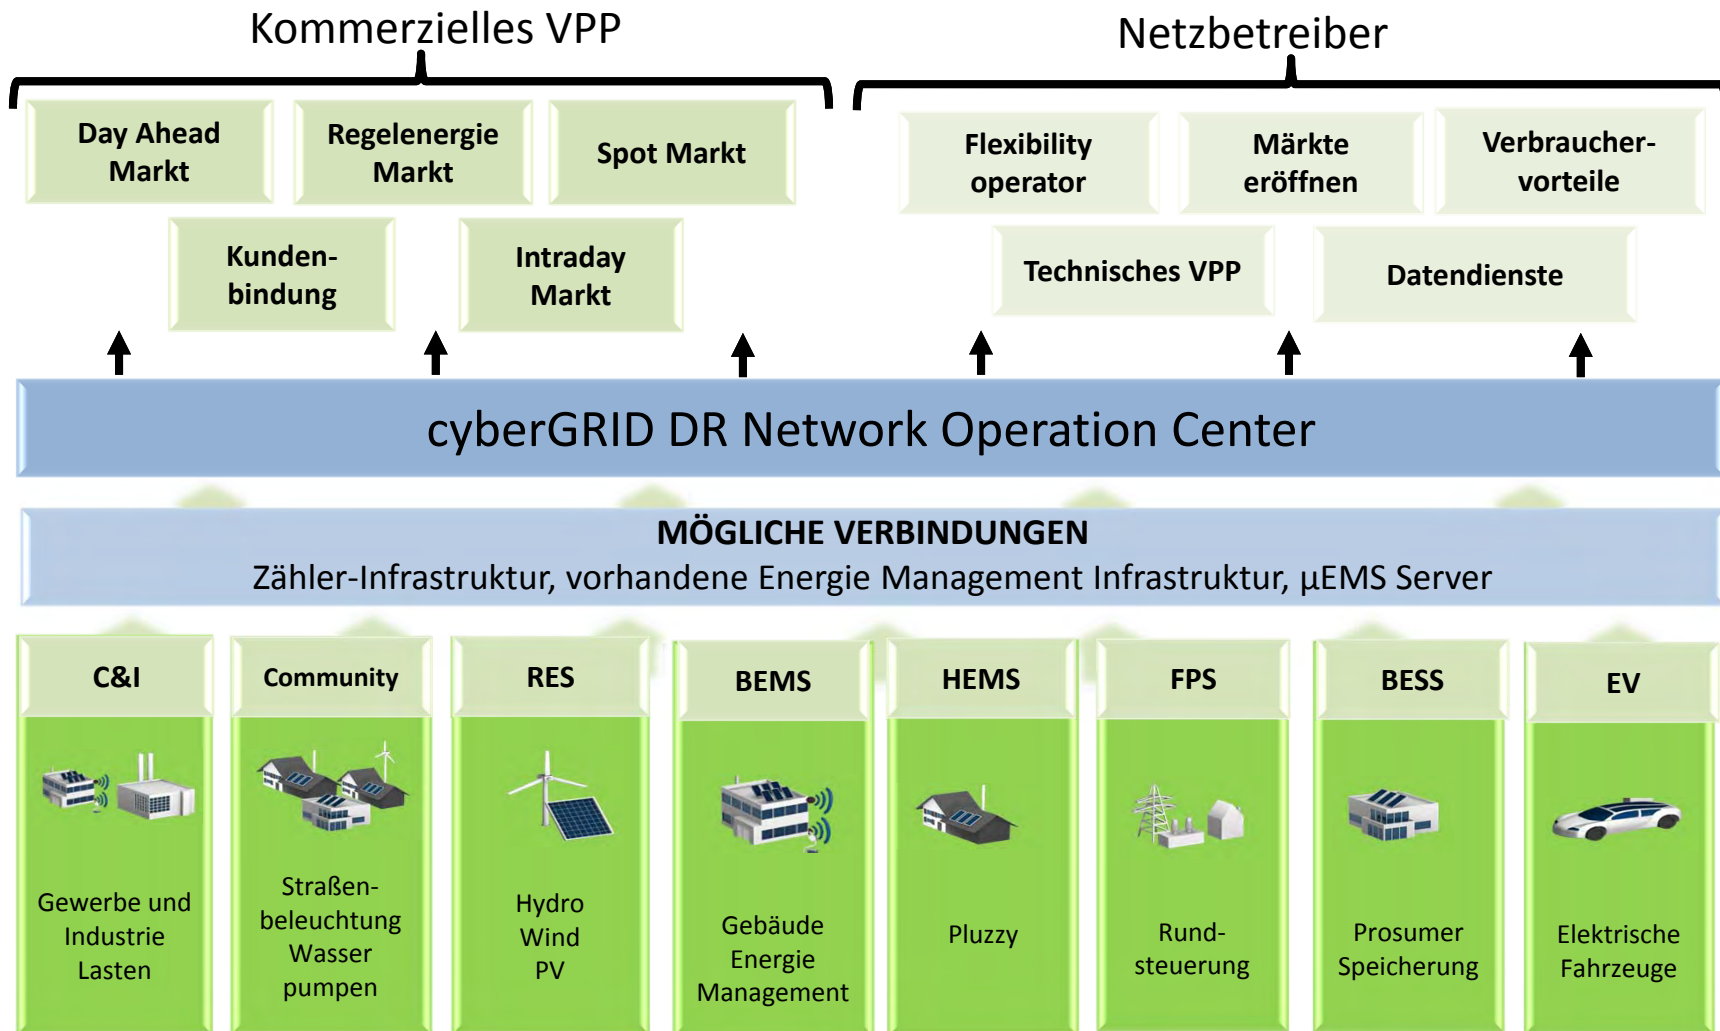 Kommerzielles VPP
Netzbetreiber
Day Ahead
Markt
Regelenergie
Markt
Spot Markt
Kunden-
bindung
Intraday
Markt
Flexibility
operator
Märkte
eröffnen
Verbraucher-
vorteile
Technisches VPP
Datendienste
cyberGRID DR Network Operation Center
MÖGLICHE VERBINDUNGEN
Zähler-Infrastruktur, vorhandene Energie Management Infrastruktur, µEMS Server
C&I
Gewerbe und
Industrie
Lasten
Community
Straßen-
beleuchtung
Wasser
pumpen
RES
Hydro
Wind
PV
BEMS
Gebäude
Energie
Management
HEMS
Pluzzy
FPS
Rund-
steuerung
BESS
Prosumer
Speicherung
EV
Elektrische
Fahrzeuge